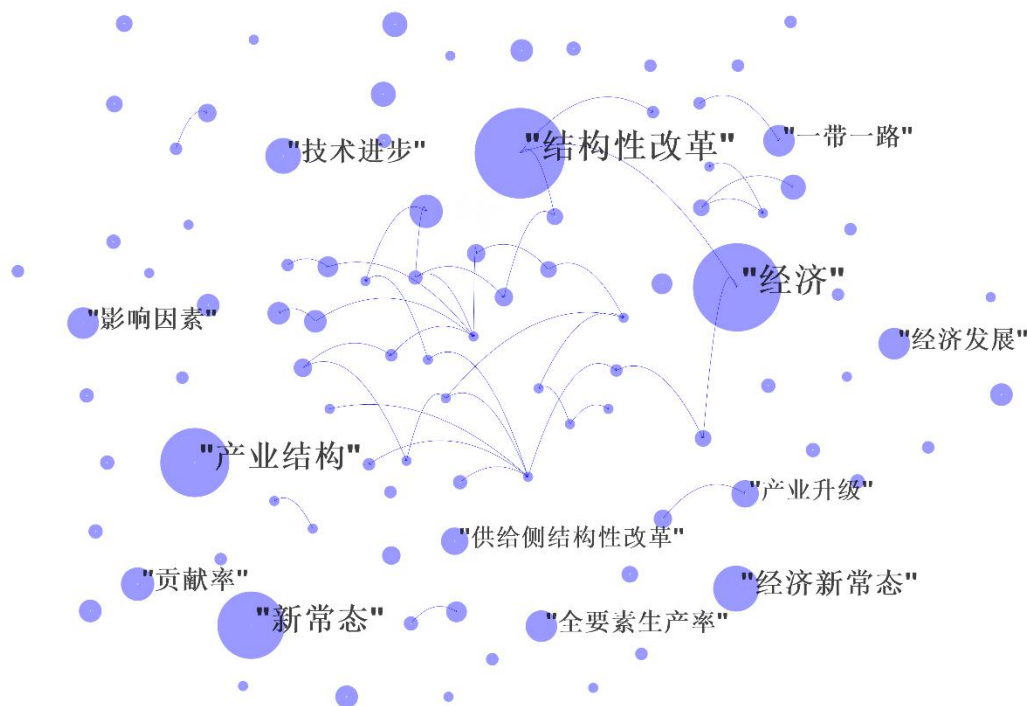 "结构性改革"
"一带一路"
"技术进步"
"经济"
"影响因素"
"经济发展"
"产业结构"
"产业升级"
"供给侧结构性改革"
"贡献率"
"经济新常态"
"新常态"
"全要素生产率"